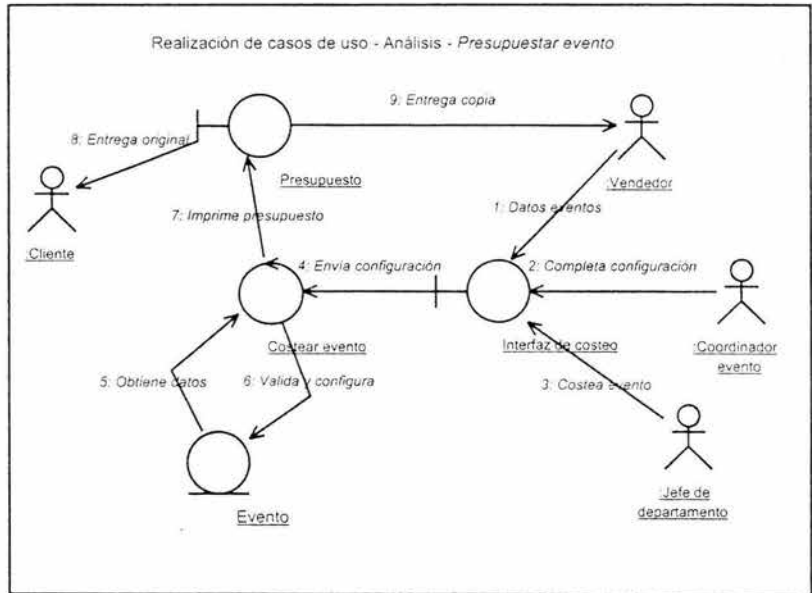 Realización de casos de uso - Análisis - Presupuestar evento
9: Entrega copia
8: Entrega original
Presupuesto
:Vendedor
1: Datos eventos
7: Imprime presupuesto
:Cliente
4: Envía configuración
2: Completa configuración
Costear evento
Interfaz de costeo
:Coordinador
evento
5: Obtiene datos
6: Valida y configura
3: Costea evento
Evento
:Jefe de
departamento